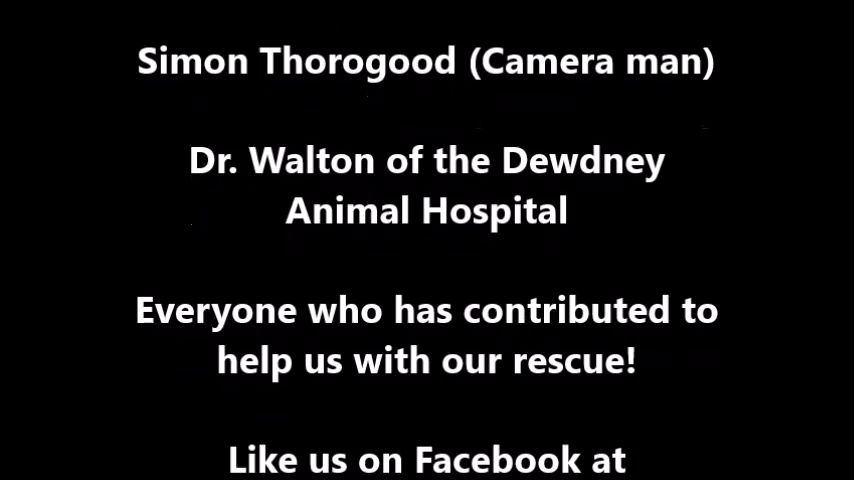 Simon Thorogood (Camera man)
Dr. Walton of the Dewdney
Animal Hospital
Everyone who has contributed to
help us with our rescue!
Like us on Facebook at